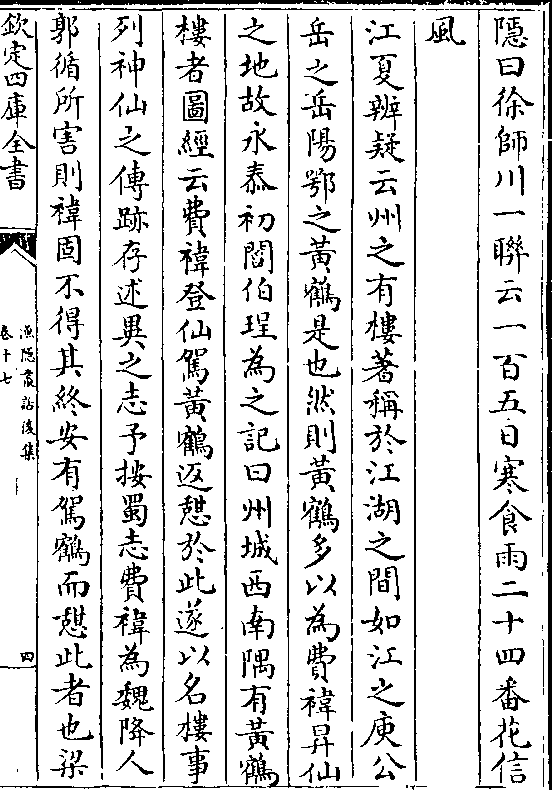 隱曰徐師川一聯云一百五日寒食雨二十四番花信
風
江夏辨疑云州之有樓著稱於江湖之間如江之庾公
岳之岳陽鄂之黃鶴是也然則黃鶴多以為費禕昇仙
之地故永泰初閻伯珵為之記曰州城西南隅有黃鶴
樓者圖經云費禕登仙駕黃鶴返憇於此遂以名樓事
列神仙之傳跡存述異之志予按蜀志費禕為魏降人
郭循所害則禕固不得其終安有駕鶴而憇此者也梁
欽定四庫全書
漁隱叢話後集
卷十七
四